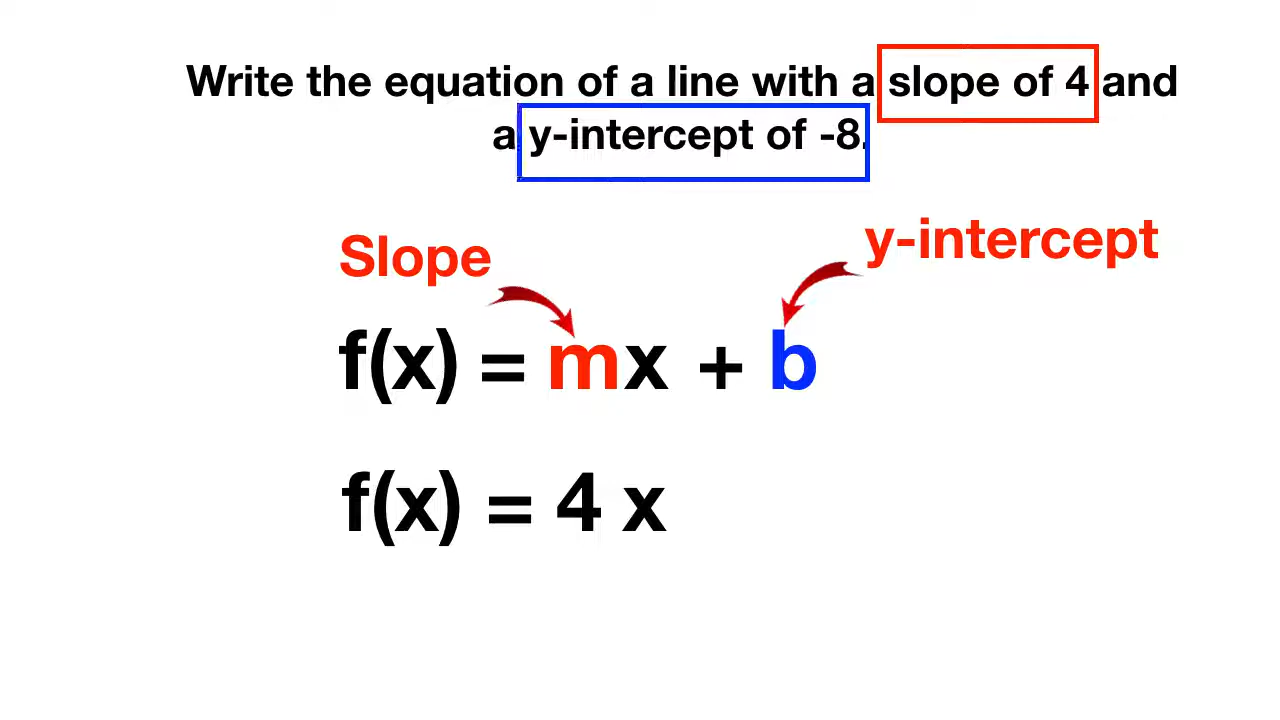 Write the equation of a line with a slope of 4 and
a y-intercept of -8.
Slope
y-intercept
f(x) = mx + b
f(x) = 4 x